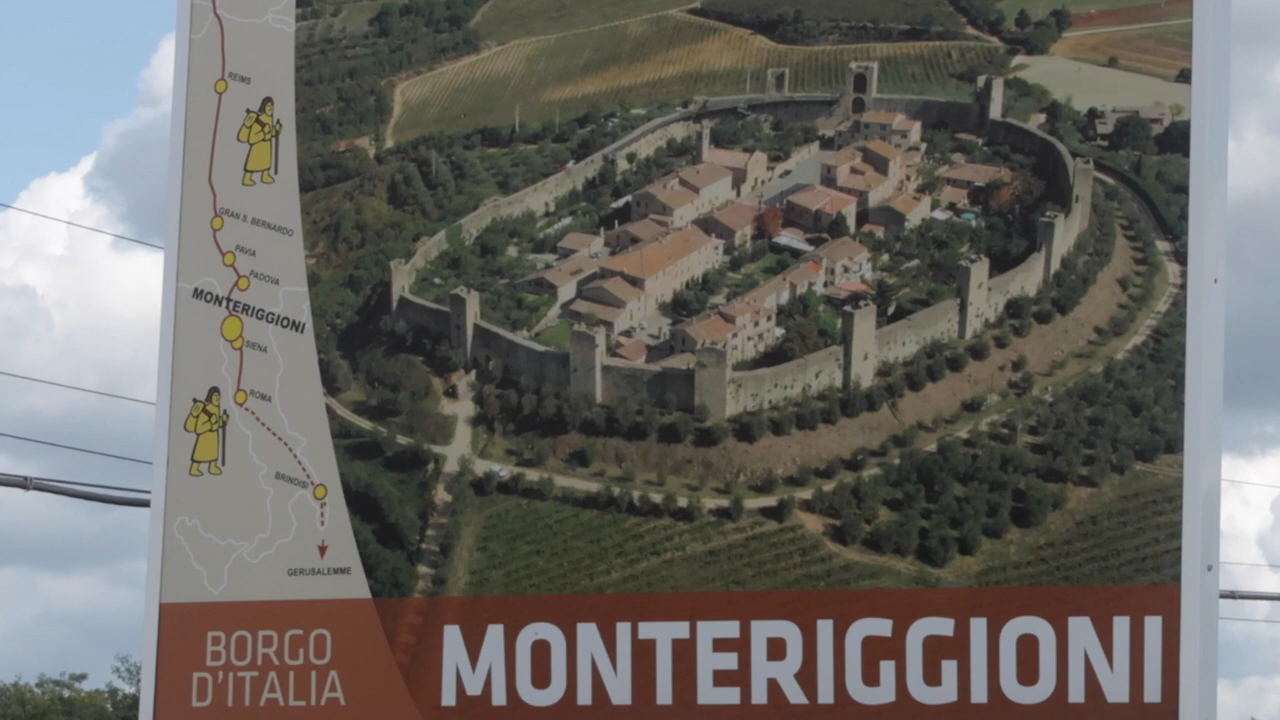 REIMS
GRAN S. BERNARDO
PAVIA
PADOVA
MONTERIGGIONI
SIENA
ROMA
BRINDISI
GERUSALEMME
BORGO
D'ITALIA
MONTERIGGIONI